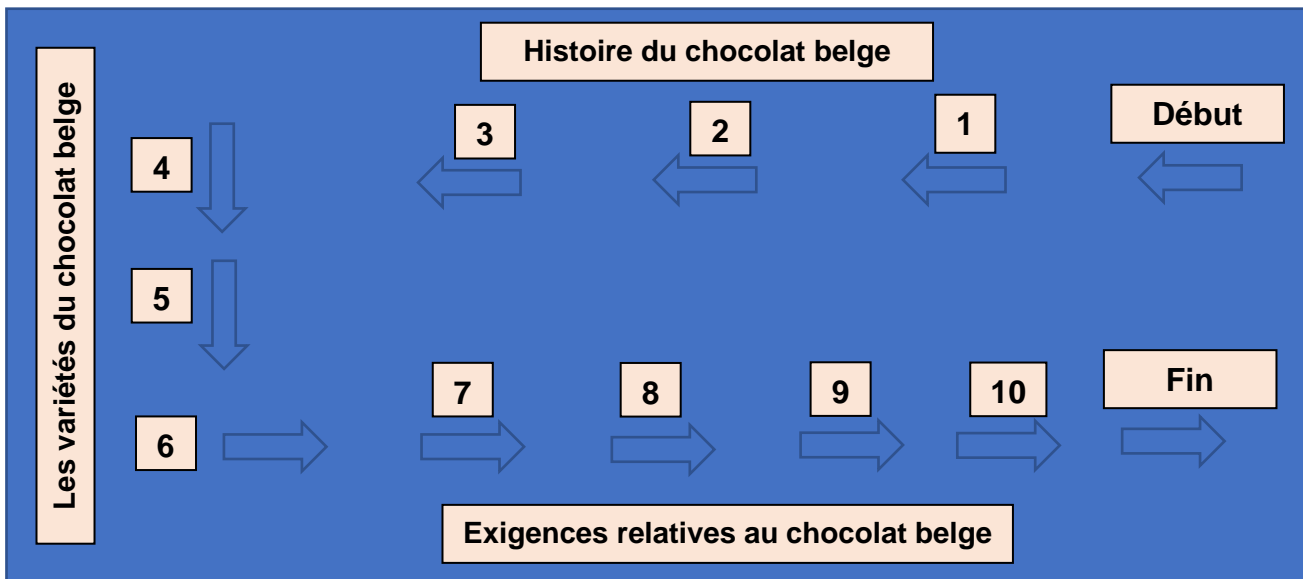 Histoire du chocolat belge
Début
1
2
3
Les variétés du chocolat belge
4
5
6
7
8
9
10
Fin
Exigences relatives au chocolat belge